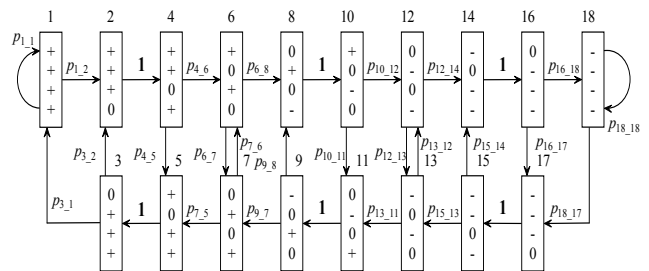 1 2 4 6 8 10 12 14 16 18
p1_1 p1_2 1 p4_6 p6_8 1 p10_12 p12_14 1 p16_18 p18_18
+ + + + 0 + 0 - 0 -
+ + + 0 + 0 - 0 - -
+ + 0 + 0 - 0 - - -
+ 0 + 0 - 0 - - - -
p3_2 p4_5 p6_7 p7_6 p9_8 p10_11 p12_13 p13_12 p15_14 p16_17
3 5 7 9 11 13 15 17
p3_1 1 p7_5 p9_7 1 p13_11 p15_13 1 p18_17
0 + 0 - 0 - - -
+ 0 + 0 - 0 - -
+ + 0 + 0 - 0 -
+ + + 0 + 0 - 0